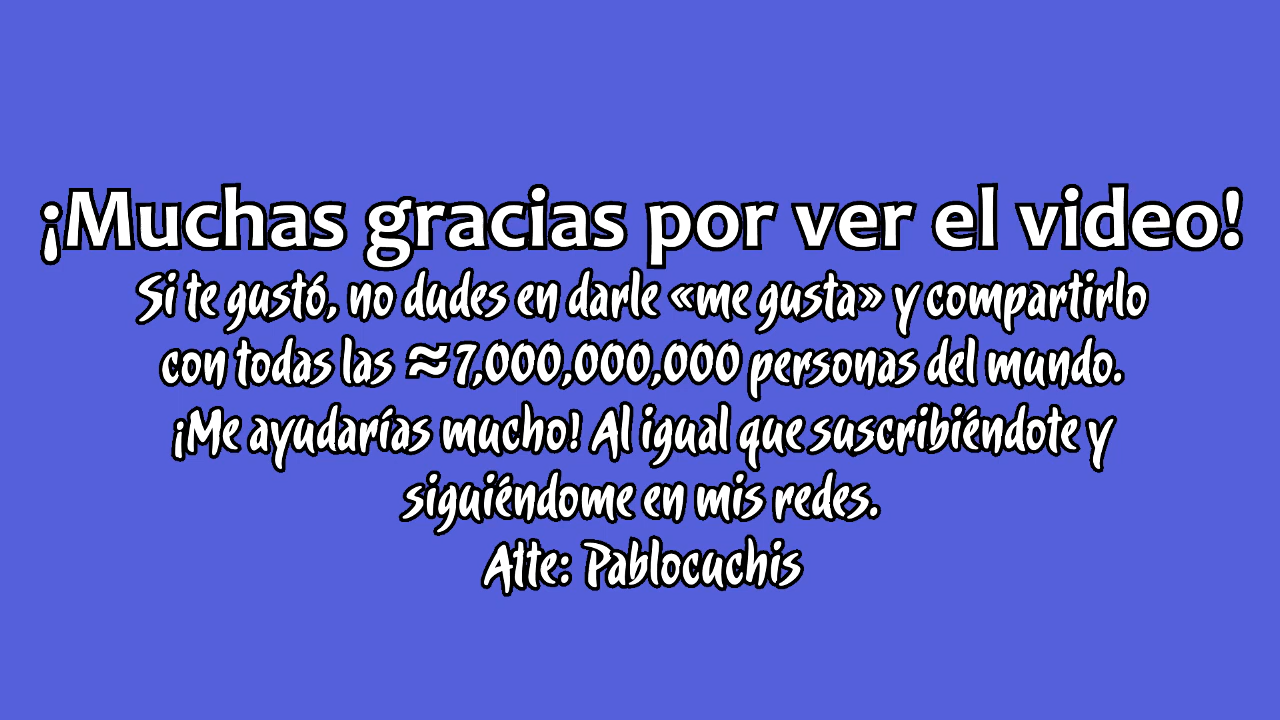 ¡Muchas gracias por ver el video!
Si te gustó, no dudes en darle «me gusta» y compartirlo
con todas las ≈7,000,000,000 personas del mundo.
¡Me ayudarías mucho! Al igual que suscribiéndote y
siguiéndome en mis redes.
Atte: Pablocuchis